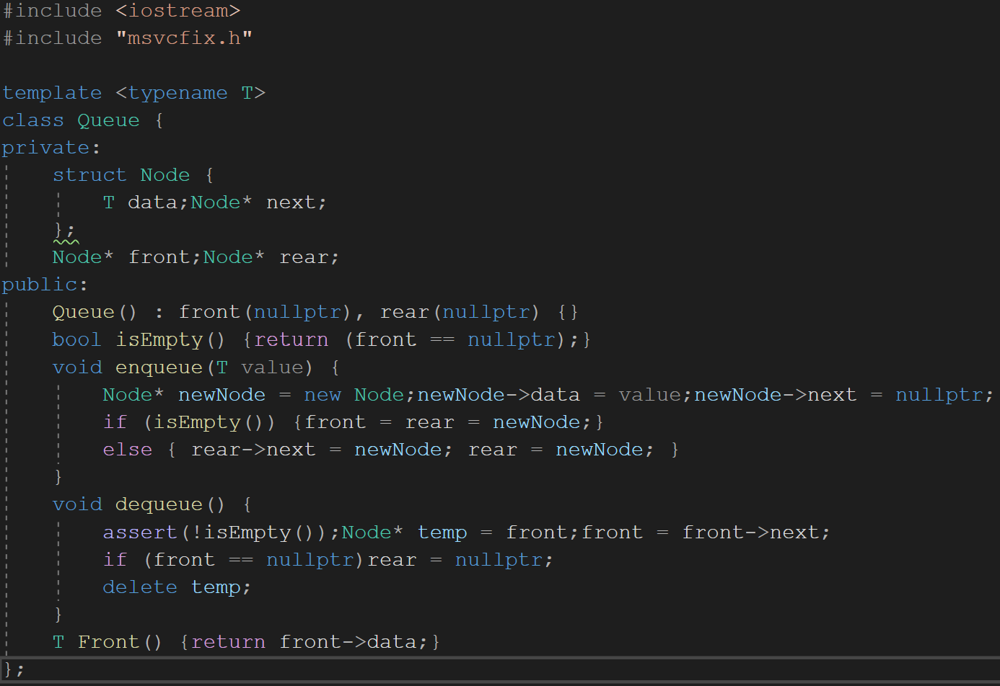 #include <iostream>
#include "msvcfix.h"

template <typename T>
class Queue {
private:
    struct Node {
        T data;Node* next;
    };
    Node* front;Node* rear;
public:
    Queue() : front(nullptr), rear(nullptr) {}
    bool isEmpty() {return (front == nullptr);}
    void enqueue(T value) {
        Node* newNode = new Node;newNode->data = value;newNode->next = nullptr;
        if (isEmpty()) {front = rear = newNode;}
        else { rear->next = newNode; rear = newNode; }
    }
    void dequeue() {
        assert(!isEmpty());Node* temp = front;front = front->next;
        if (front == nullptr)rear = nullptr;
        delete temp;
    }
    T Front() {return front->data;}
};